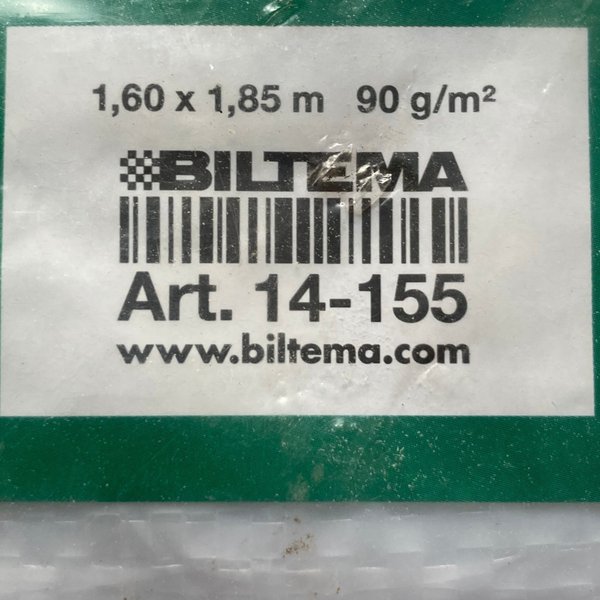 1,60 x 1,85 m 90 g/m²
BILTEMA
Art. 14-155
www.biltema.com